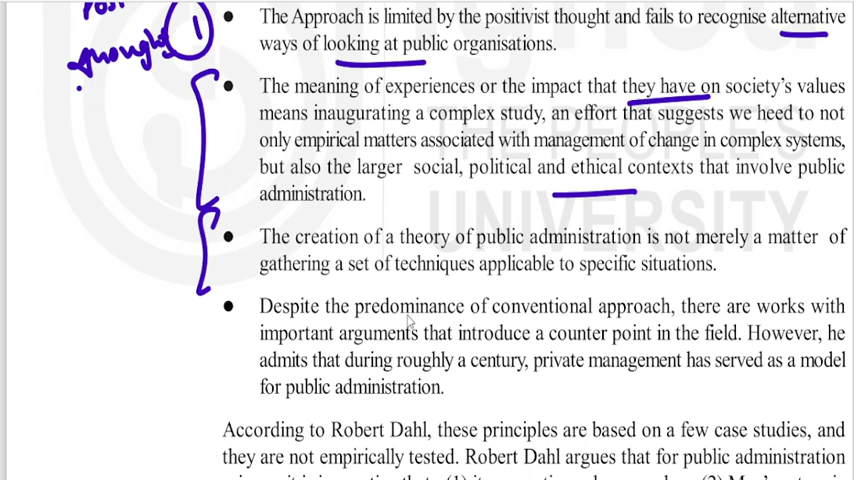 thought 1
• The Approach is limited by the positivist thought and fails to recognise alternative
ways of looking at public organisations.
• The meaning of experiences or the impact that they have on society's values
means inaugurating a complex study, an effort that suggests we heed to not
only empirical matters associated with management of change in complex systems,
but also the larger social, political and ethical contexts that involve public
administration.
• The creation of a theory of public administration is not merely a matter of
gathering a set of techniques applicable to specific situations.
• Despite the predominance of conventional approach, there are works with
important arguments that introduce a counter point in the field. However, he
admits that during roughly a century, private management has served as a model
for public administration.
According to Robert Dahl, these principles are based on a few case studies, and
they are not empirically tested. Robert Dahl argues that for public administration
THE PEOPLE'S
UNIVERSITY